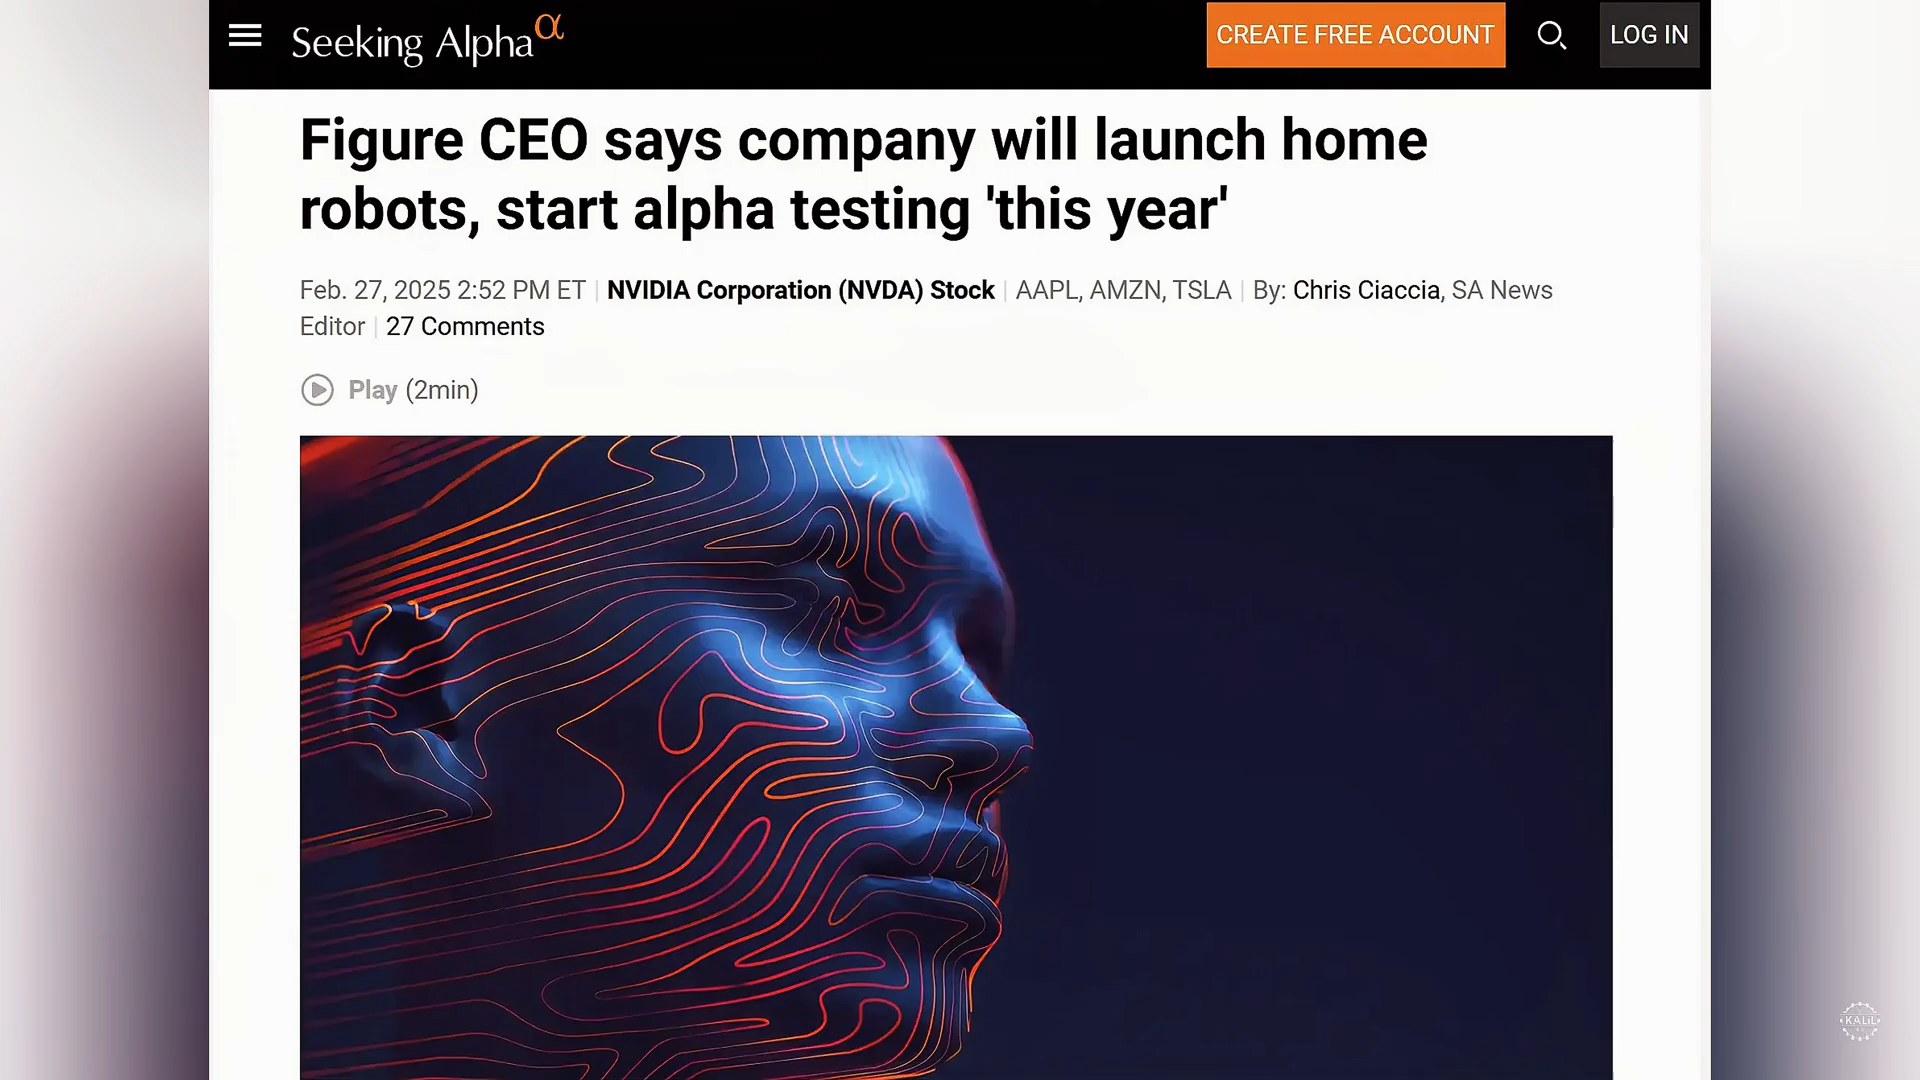 Seeking Alpha α
CREATE FREE ACCOUNT
LOG IN
Figure CEO says company will launch home
robots, start alpha testing 'this year'
Feb. 27, 2025 2:52 PM ET | NVIDIA Corporation (NVDA) Stock | AAPL, AMZN, TSLA | By: Chris Ciaccia, SA News
Editor | 27 Comments
Play (2min)
KALIL